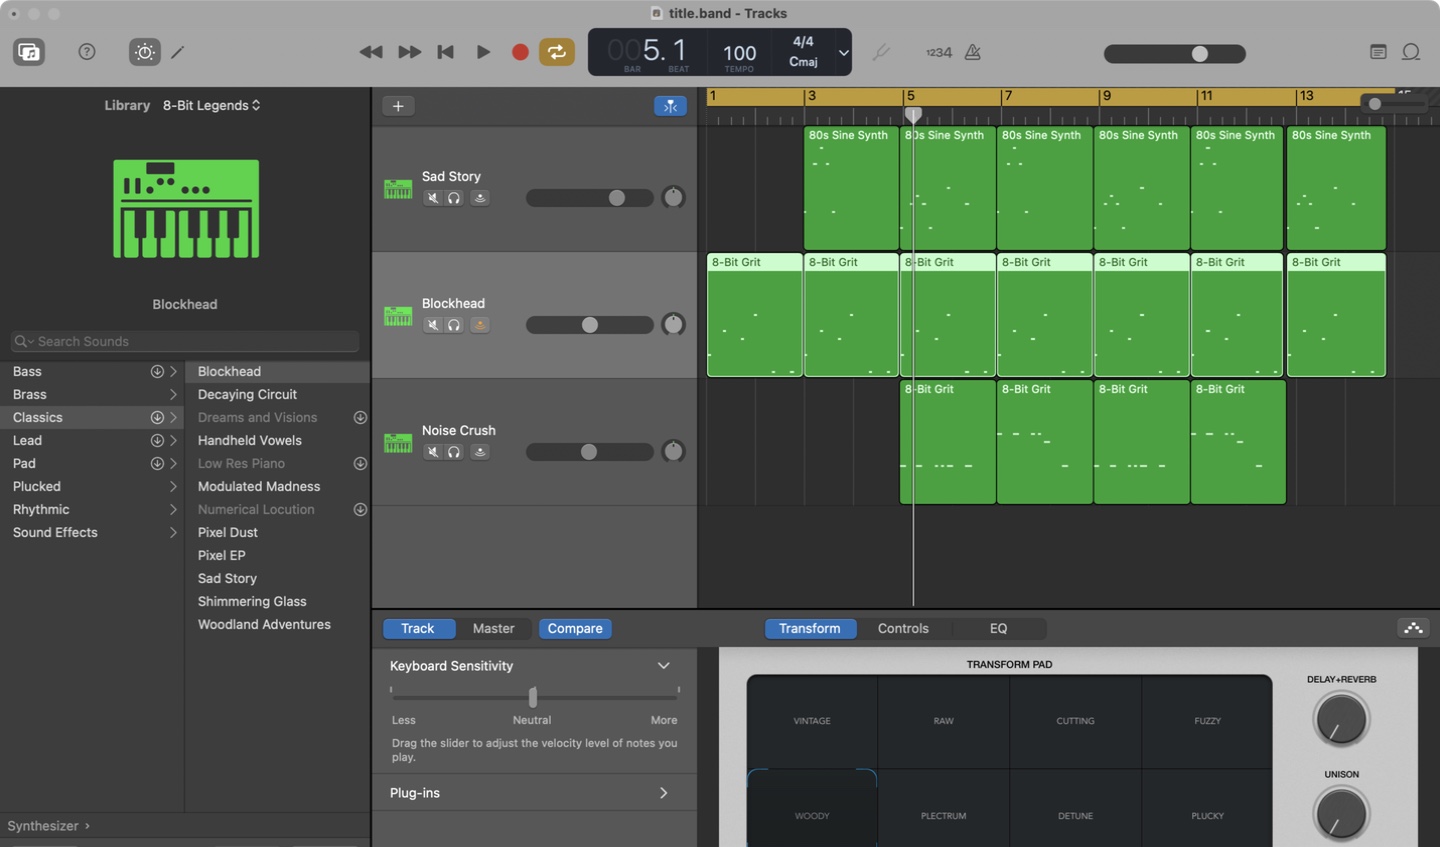 title.band - Tracks
005. 1
BAR
BEAT
100
TEMPO
4/4
Cmaj
1234
Library
8-Bit Legends
1
3
5
7
9
11
13
Blockhead
Search Sounds
Bass
Brass
Classics
Lead
Pad
Plucked
Rhythmic
Sound Effects
Blockhead
Decaying Circuit
Dreams and Visions
Handheld Vowels
Low Res Piano
Modulated Madness
Numerical Locution
Pixel Dust
Pixel EP
Sad Story
Shimmering Glass
Woodland Adventures
Synthesizer ›
Sad Story
80s Sine Synth
80s Sine Synth
80s Sine Synth
80s Sine Synth
80s Sine Synth
80s Sine Synth
Blockhead
8-Bit Grit
8-Bit Grit
8-Bit Grit
8-Bit Grit
8-Bit Grit
8-Bit Grit
8-Bit Grit
Noise Crush
8-Bit Grit
8-Bit Grit
8-Bit Grit
8-Bit Grit
Track
Master
Compare
Transform
Controls
EQ
Keyboard Sensitivity
Less
Neutral
More
Drag the slider to adjust the velocity level of notes you
play.
Plug-ins
TRANSFORM PAD
VINTAGE
RAW
CUTTING
FUZZY
WOODY
PLECTRUM
DETUNE
PLUCKY
DELAY+REVERB
UNISON